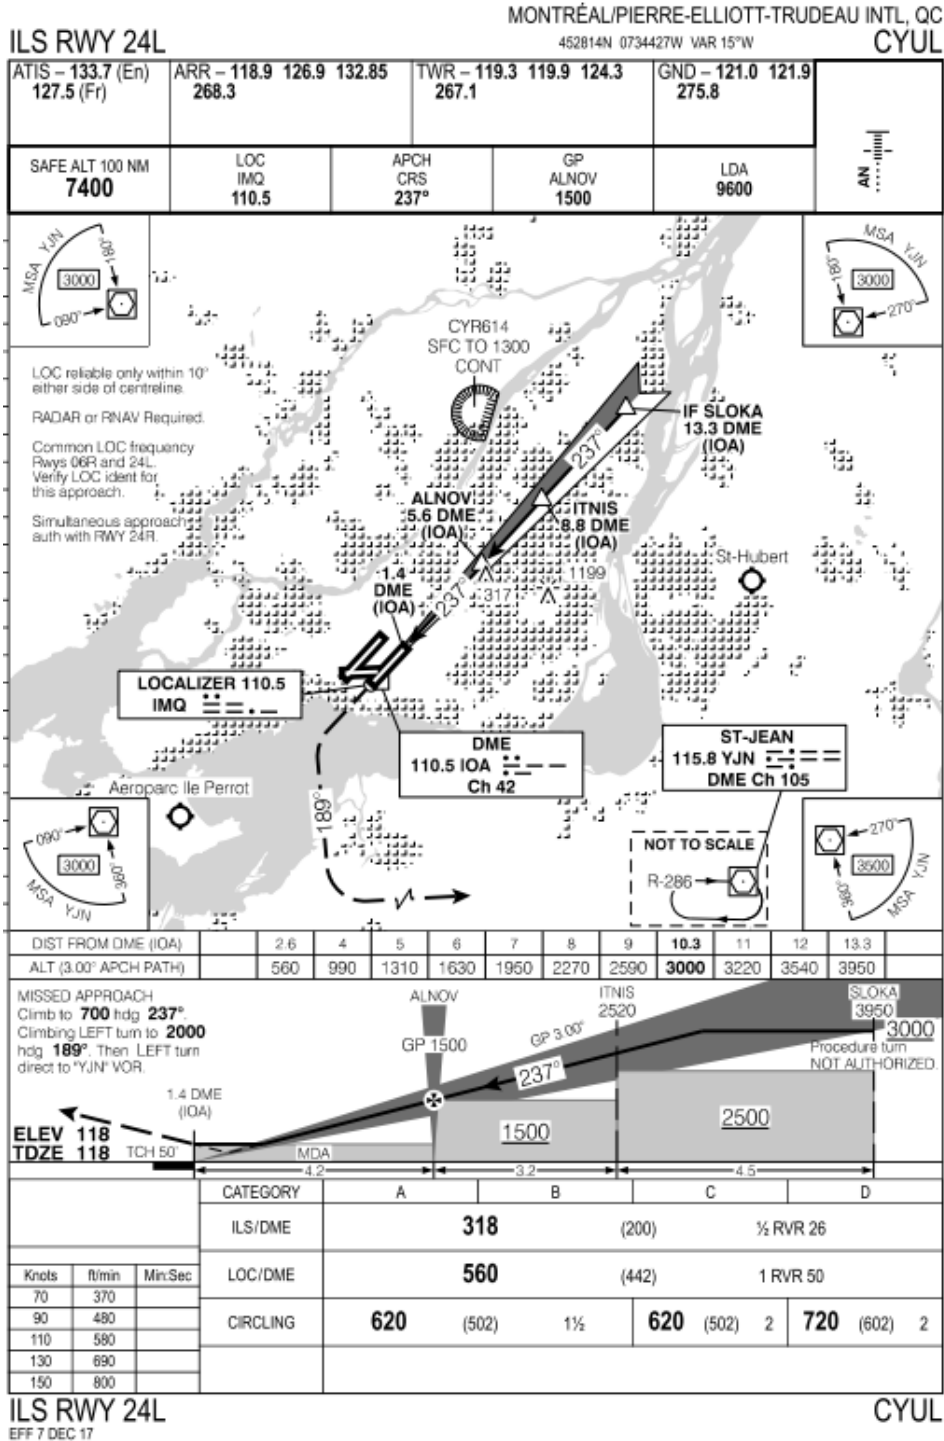 MONTRÉAL/PIERRE-ELLIOTT-TRUDEAU INTL, QC
ILS RWY 24L
452814N 0734427W VAR 15°W
CYUL
ATIS – 133.7 (En)
127.5 (Fr)
ARR – 118.9 126.9 132.85
268.3
TWR – 119.3 119.9 124.3
267.1
GND – 121.0 121.9
275.8
SAFE ALT 100 NM
7400
LOC
IMQ
110.5
APCH
CRS
237°
GP
ALNOV
1500
LDA
9600
AN
MSA YJN
180°
3000
090°
MSA YJN
180°
3000
270°
LOC reliable only within 10°
either side of centreline.
RADAR or RNAV Required.
Common LOC frequency
Rwys 06R and 24L.
Verify LOC ident for
this approach.
Simultaneous approach
auth with RWY 24R.
CYR614
SFC TO 1300
CONT
IF SLOKA
13.3 DME
(IOA)
237°
ALNOV
5.6 DME
(IOA)
ITNIS
8.8 DME
(IOA)
St-Hubert
1199
317
1.4
DME
(IOA)
237°
LOCALIZER 110.5
IMQ
DME
110.5 IOA
Ch 42
ST-JEAN
115.8 YJN
DME Ch 105
Aeroparc Ile Perrot
189°
090°
3000
360°
MSA YJN
NOT TO SCALE
R-286
270°
3500
360°
MSA YJN
DIST FROM DME (IOA) 2.6 4 5 6 7 8 9 10.3 11 12 13.3
ALT (3.00° APCH PATH) 560 990 1310 1630 1950 2270 2590 3000 3220 3540 3950
MISSED APPROACH
Climb to 700 hdg 237°.
Climbing LEFT turn to 2000
hdg 189°. Then LEFT turn
direct to "YJN" VOR.
ALNOV
GP 1500
ITNIS
2520
SLOKA
3950
3000
GP 3.00°
237°
Procedure turn
NOT AUTHORIZED.
1.4 DME
(IOA)
ELEV 118
TDZE 118
TCH 50'
MDA
1500
2500
4.2 3.2 4.5
CATEGORY A B C D
ILS/DME 318 (200) ½ RVR 26
LOC/DME 560 (442) 1 RVR 50
CIRCLING 620 (502) 1½ 620 (502) 2 720 (602) 2
Knots ft/min Min:Sec
70 370
90 480
110 580
130 690
150 800
ILS RWY 24L
CYUL
EFF 7 DEC 17